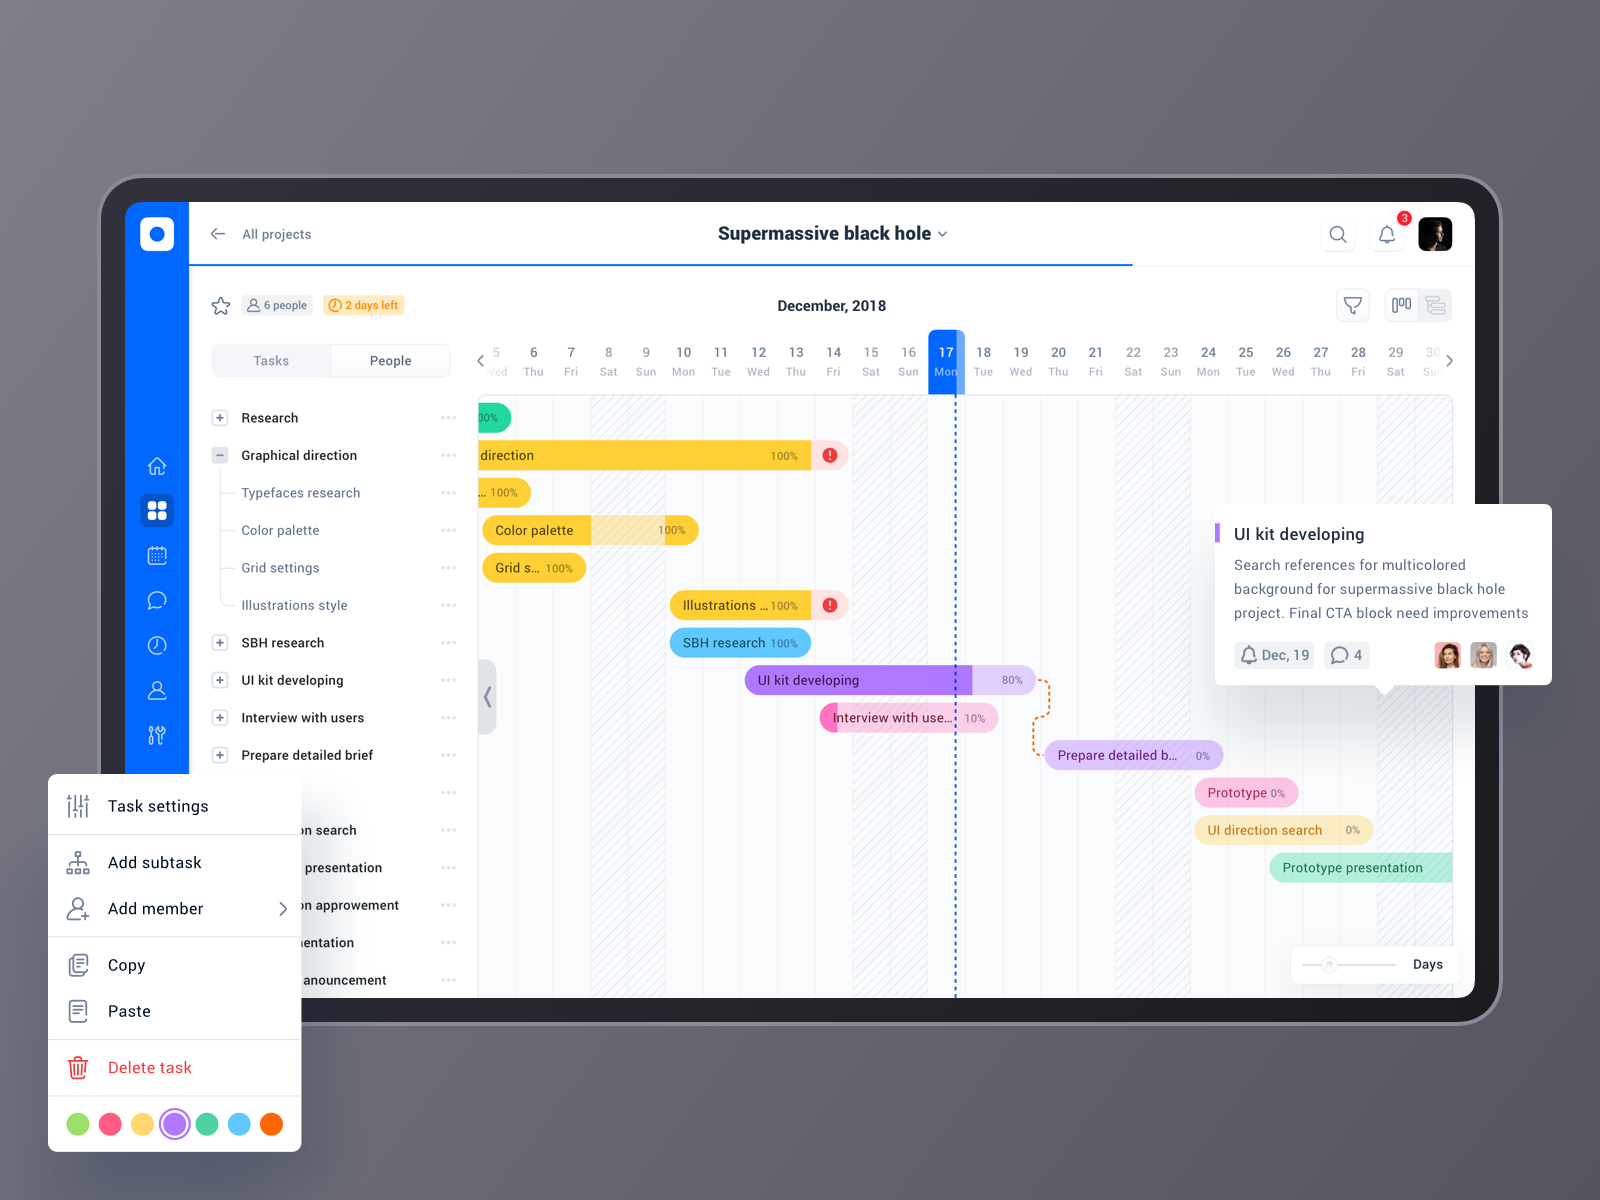 All projects
Supermassive black hole
3
6 people
2 days left
December, 2018
Tasks
People
5 6 7 8 9 10 11 12 13 14 15 16 17 18 19 20 21 22 23 24 25 26 27 28 29 30
Wed Thu Fri Sat Sun Mon Tue Wed Thu Fri Sat Sun Mon Tue Wed Thu Fri Sat Sun Mon Tue Wed Thu Fri Sat Sun
Research
00%
Graphical direction
direction 100%
Typefaces research
... 100%
Color palette
Color palette 100%
Grid settings
Grid s... 100%
Illustrations style
Illustrations ... 100%
SBH research
SBH research 100%
UI kit developing
UI kit developing 80%
Interview with users
Interview with use... 10%
Prepare detailed brief
Prepare detailed b... 0%
Prototype 0%
on search
UI direction search 0%
presentation
Prototype presentation
on approwement
entation
anouncement
UI kit developing
Search references for multicolored
background for supermassive black hole
project. Final CTA block need improvements
Dec, 19
4
Days
Task settings
Add subtask
Add member
Copy
Paste
Delete task